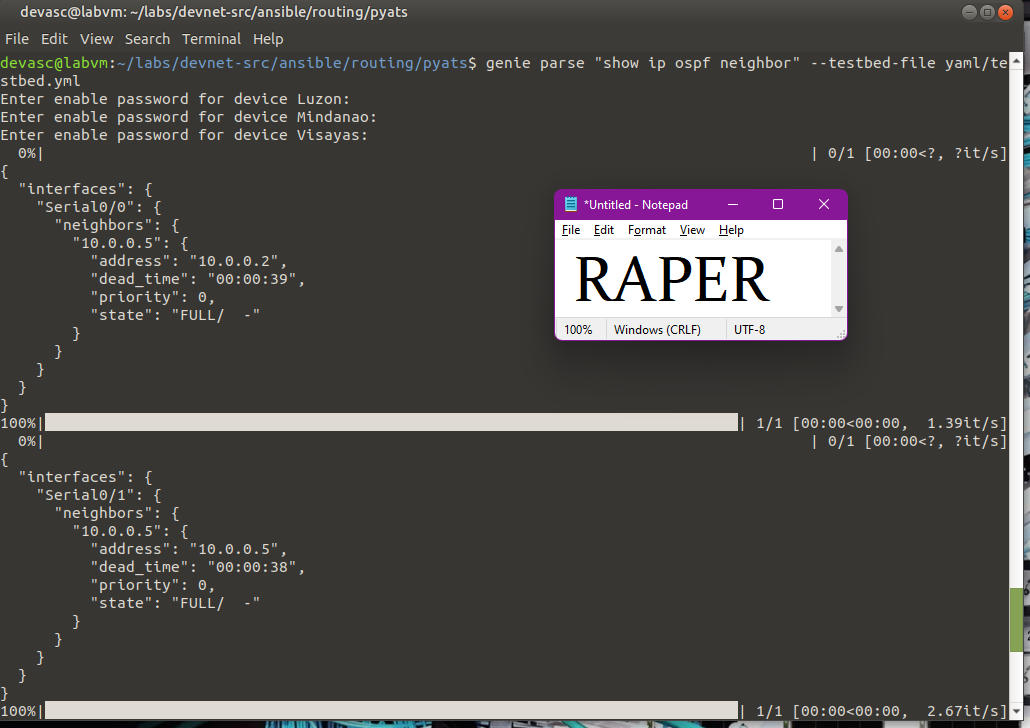 devasc@labvm: ~/labs/devnet-src/ansible/routing/pyats
File Edit View Search Terminal Help
devasc@labvm:~/labs/devnet-src/ansible/routing/pyats$ genie parse "show ip ospf neighbor" --testbed-file yaml/te
stbed.yml
Enter enable password for device Luzon:
Enter enable password for device Mindanao:
Enter enable password for device Visayas:
  0%|          | 0/1 [00:00<?, ?it/s]
{
  "interfaces": {
    "Serial0/0": {
      "neighbors": {
        "10.0.0.5": {
          "address": "10.0.0.2",
          "dead_time": "00:00:39",
          "priority": 0,
          "state": "FULL/  -"
        }
      }
    }
  }
}
100%|          | 1/1 [00:00<00:00,  1.39it/s]
  0%|          | 0/1 [00:00<?, ?it/s]
{
  "interfaces": {
    "Serial0/1": {
      "neighbors": {
        "10.0.0.5": {
          "address": "10.0.0.5",
          "dead_time": "00:00:38",
          "priority": 0,
          "state": "FULL/  -"
        }
      }
    }
  }
}
100%|          | 1/1 [00:00<00:00,  2.67it/s]
*Untitled - Notepad
File Edit Format View Help
RAPER
100% Windows (CRLF) UTF-8